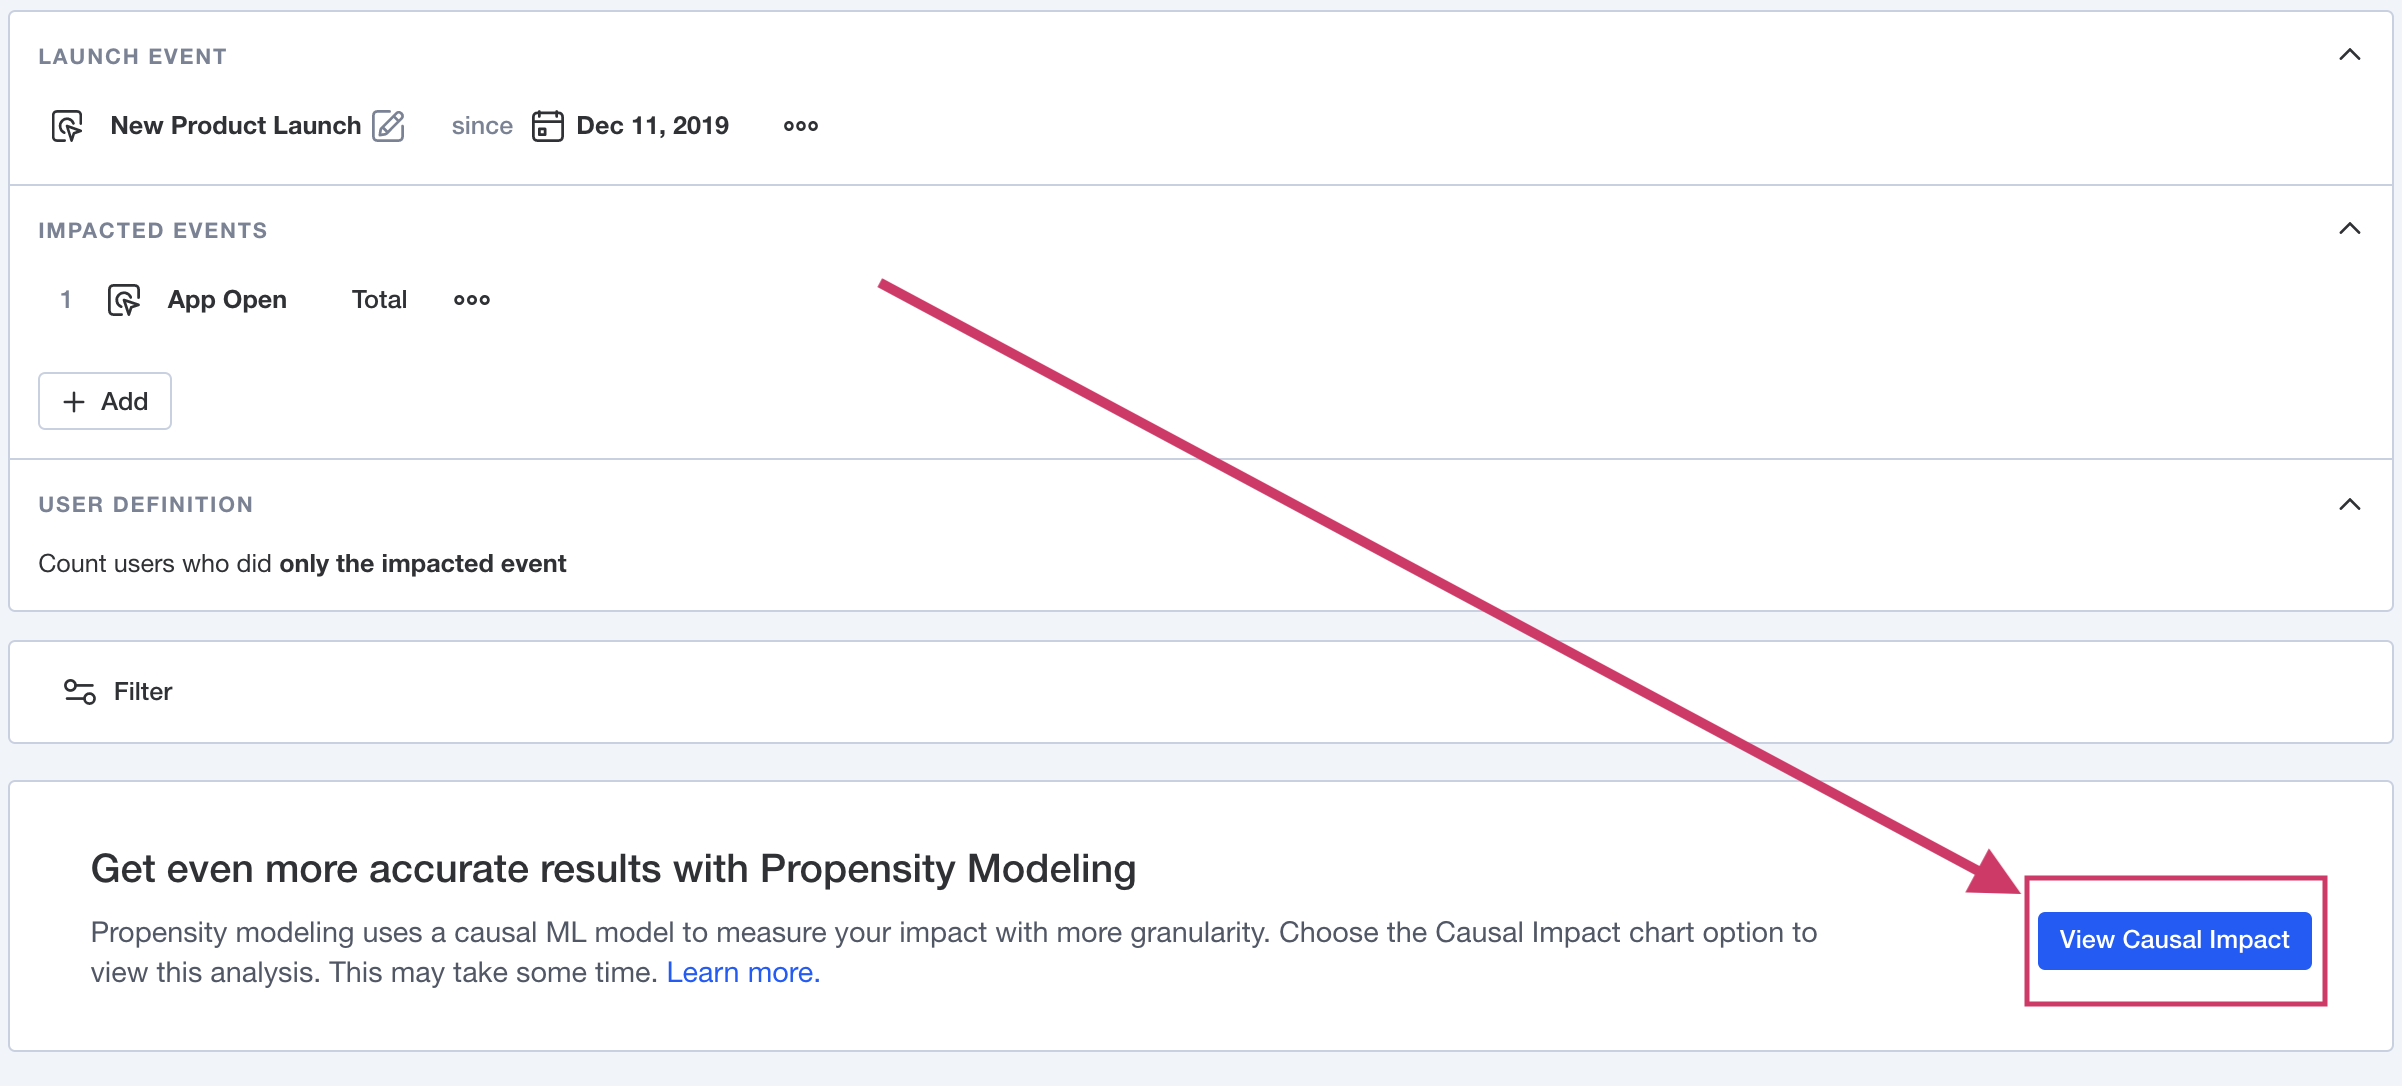 LAUNCH EVENT
New Product Launch since Dec 11, 2019
IMPACTED EVENTS
1 App Open Total
Add
USER DEFINITION
Count users who did only the impacted event
Filter
Get even more accurate results with Propensity Modeling
Propensity modeling uses a causal ML model to measure your impact with more granularity. Choose the Causal Impact chart option to
view this analysis. This may take some time. Learn more.
View Causal Impact